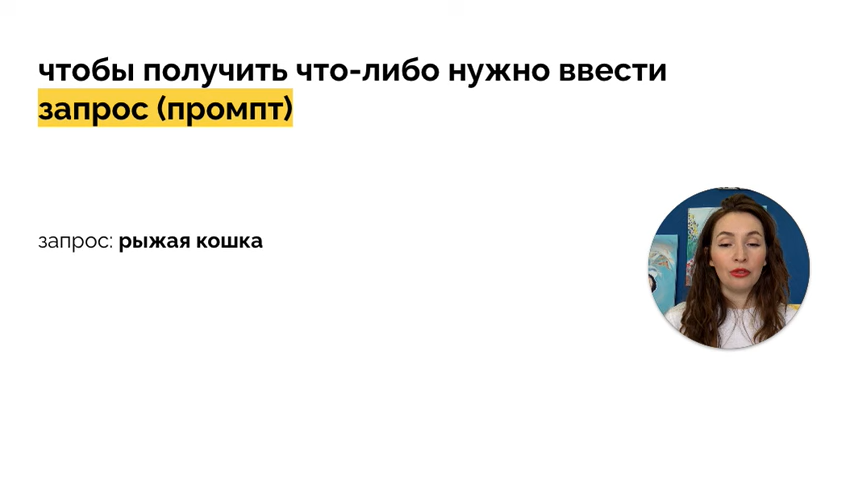 чтобы получить что-либо нужно ввести
запрос (промпт)
запрос: рыжая кошка